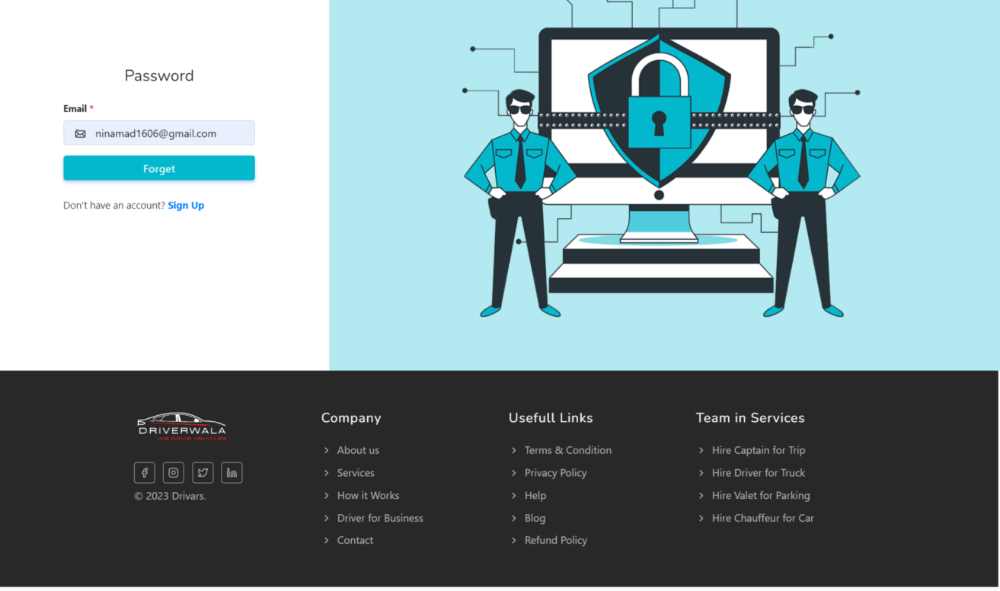 Password
Email *
ninamad1606@gmail.com
Forget
Don't have an account? Sign Up
DRIVERWALA
WE DRIVE VEHICLES
© 2023 Drivars.
Company
About us
Services
How it Works
Driver for Business
Contact
Usefull Links
Terms & Condition
Privacy Policy
Help
Blog
Refund Policy
Team in Services
Hire Captain for Trip
Hire Driver for Truck
Hire Valet for Parking
Hire Chauffeur for Car